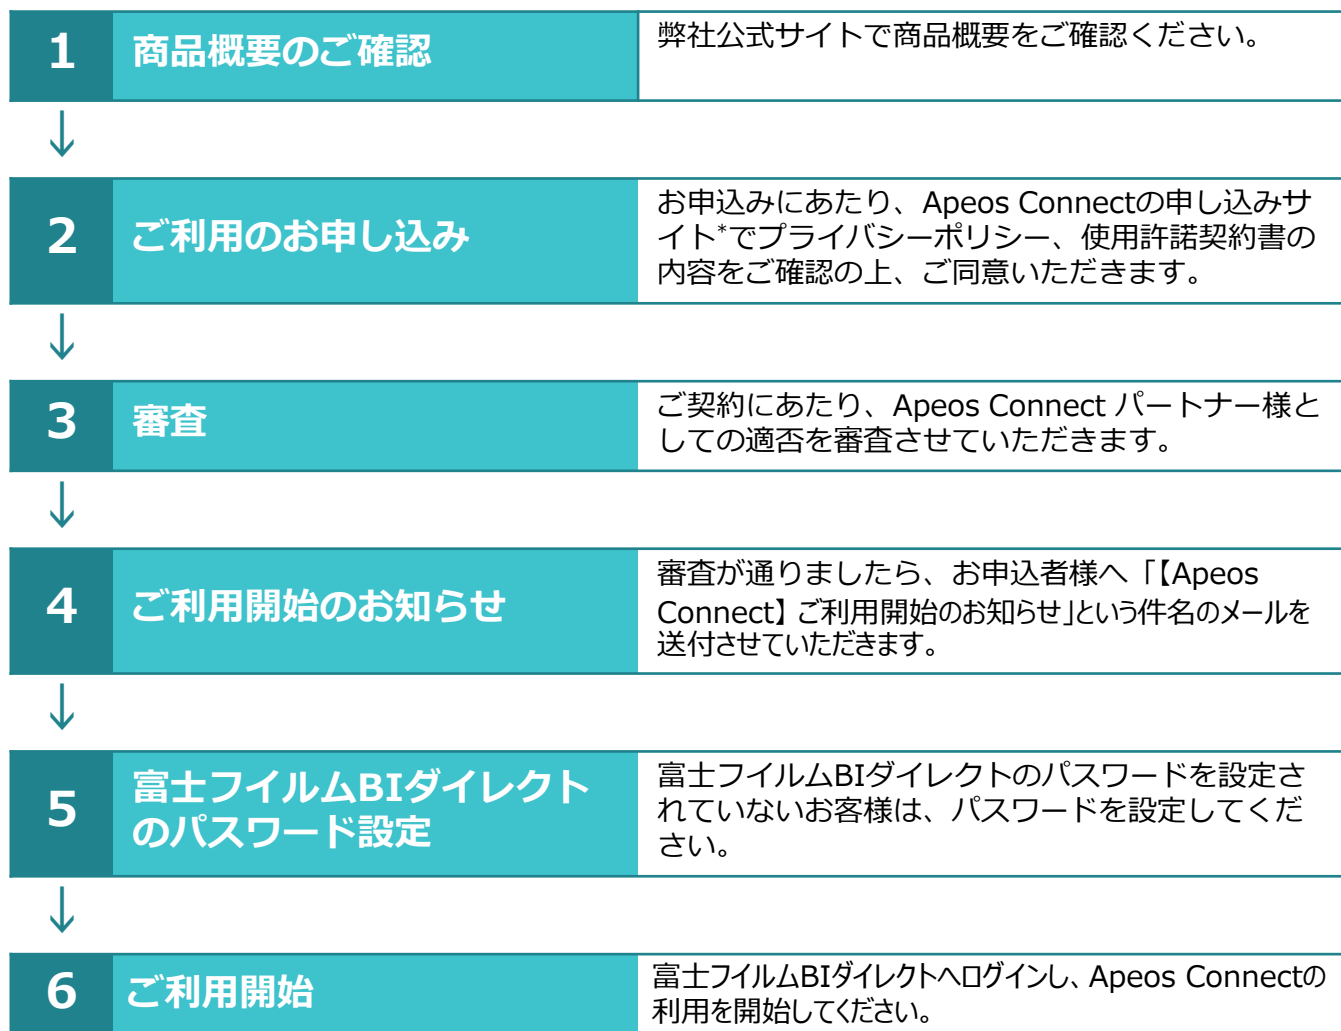 1
商品概要のご確認
弊社公式サイトで商品概要をご確認ください。
↓
2
ご利用のお申し込み
お申込みにあたり、Apeos Connectの申し込みサ
イト*でプライバシーポリシー、使用許諾契約書の
内容をご確認の上、ご同意いただきます。
↓
3
審査
ご契約にあたり、Apeos Connect パートナー様と
しての適否を審査させていただきます。
↓
4
ご利用開始のお知らせ
審査が通りましたら、お申込者様へ「【Apeos
Connect】ご利用開始のお知らせ」という件名のメールを
送付させていただきます。
↓
5
富士フイルムBIダイレクト
のパスワード設定
富士フイルムBIダイレクトのパスワードを設定さ
れていないお客様は、パスワードを設定してくだ
さい。
↓
6
ご利用開始
富士フイルムBIダイレクトへログインし、Apeos Connectの
利用を開始してください。